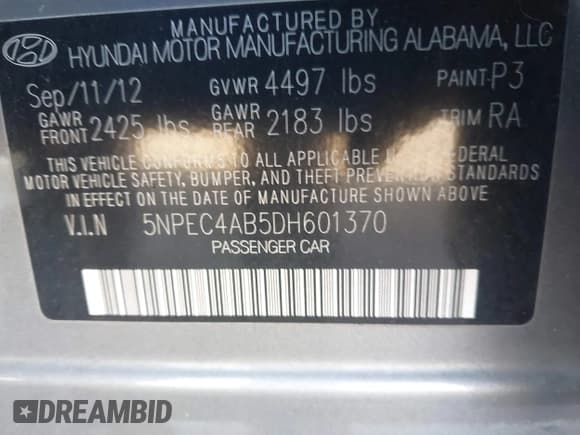 MANUFACTURED BY
HYUNDAI MOTOR MANUFACTURING ALABAMA, LLC
Sep/11/12 GVWR 4497 lbs PAINT:P3
GAWR FRONT 2425 lbs GAWR REAR 2183 lbs TRIM RA
THIS VEHICLE CONFORMS TO ALL APPLICABLE FEDERAL
MOTOR VEHICLE SAFETY, BUMPER, AND THEFT PREVENTION STANDARDS
IN EFFECT ON THE DATE OF MANUFACTURE SHOWN ABOVE.
V.I.N 5NPEC4AB5DH601370
PASSENGER CAR
DREAMBID